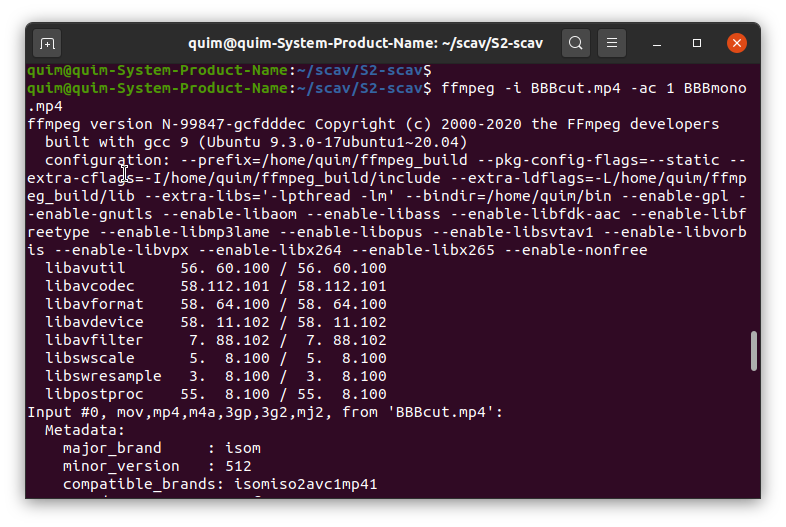 quim@quim-System-Product-Name: ~/scav/S2-scav
quim@quim-System-Product-Name:~/scav/S2-scav$
quim@quim-System-Product-Name:~/scav/S2-scav$ ffmpeg -i BBBcut.mp4 -ac 1 BBBmono
.mp4
ffmpeg version N-99847-gcfdddec Copyright (c) 2000-2020 the FFmpeg developers
  built with gcc 9 (Ubuntu 9.3.0-17ubuntu1~20.04)
  configuration: --prefix=/home/quim/ffmpeg_build --pkg-config-flags=--static --
extra-cflags=-I/home/quim/ffmpeg_build/include --extra-ldflags=-L/home/quim/ffmp
eg_build/lib --extra-libs='-lpthread -lm' --bindir=/home/quim/bin --enable-gpl -
-enable-gnutls --enable-libaom --enable-libass --enable-libfdk-aac --enable-libf
reetype --enable-libmp3lame --enable-libopus --enable-libsvtav1 --enable-libvorb
is --enable-libvpx --enable-libx264 --enable-libx265 --enable-nonfree
  libavutil      56. 60.100 / 56. 60.100
  libavcodec     58.112.101 / 58.112.101
  libavformat    58. 64.100 / 58. 64.100
  libavdevice    58. 11.102 / 58. 11.102
  libavfilter     7. 88.102 /  7. 88.102
  libswscale      5.  8.100 /  5.  8.100
  libswresample   3.  8.100 /  3.  8.100
  libpostproc    55.  8.100 / 55.  8.100
Input #0, mov,mp4,m4a,3gp,3g2,mj2, from 'BBBcut.mp4':
  Metadata:
    major_brand     : isom
    minor_version   : 512
    compatible_brands: isomiso2avc1mp41